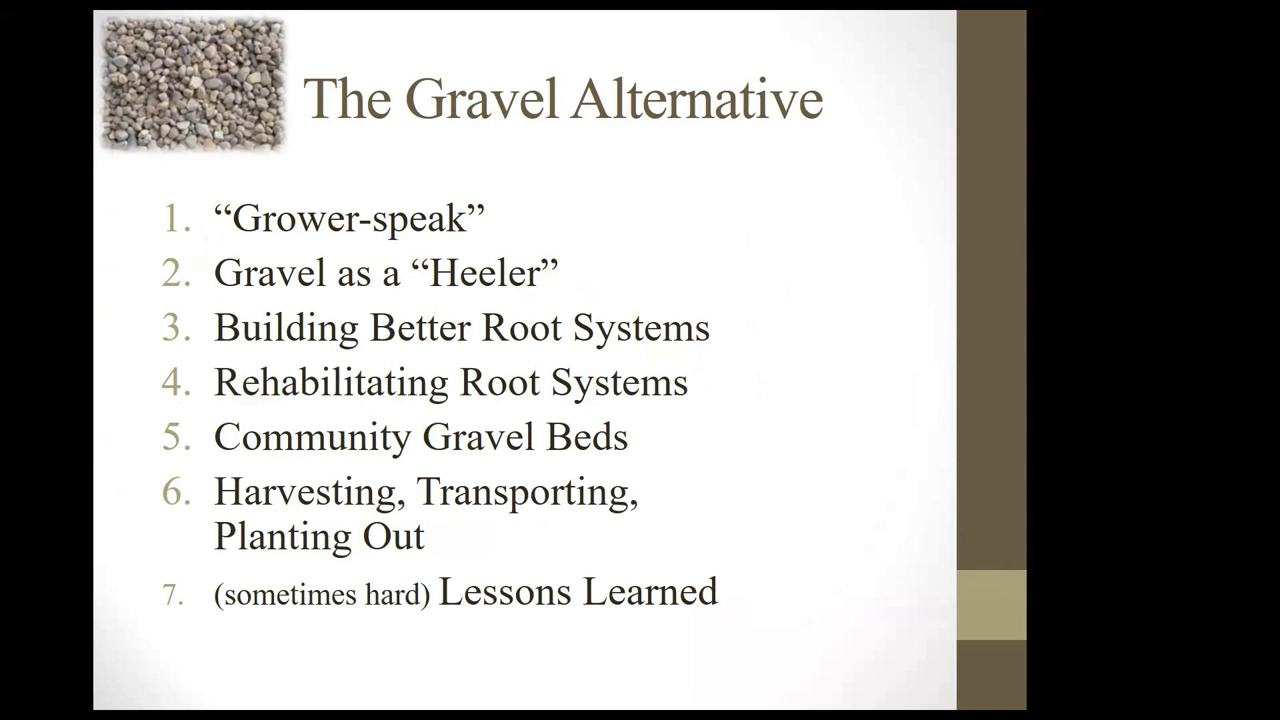 The Gravel Alternative
1. “Grower-speak”
2. Gravel as a “Heeler”
3. Building Better Root Systems
4. Rehabilitating Root Systems
5. Community Gravel Beds
6. Harvesting, Transporting,
Planting Out
7. (sometimes hard) Lessons Learned